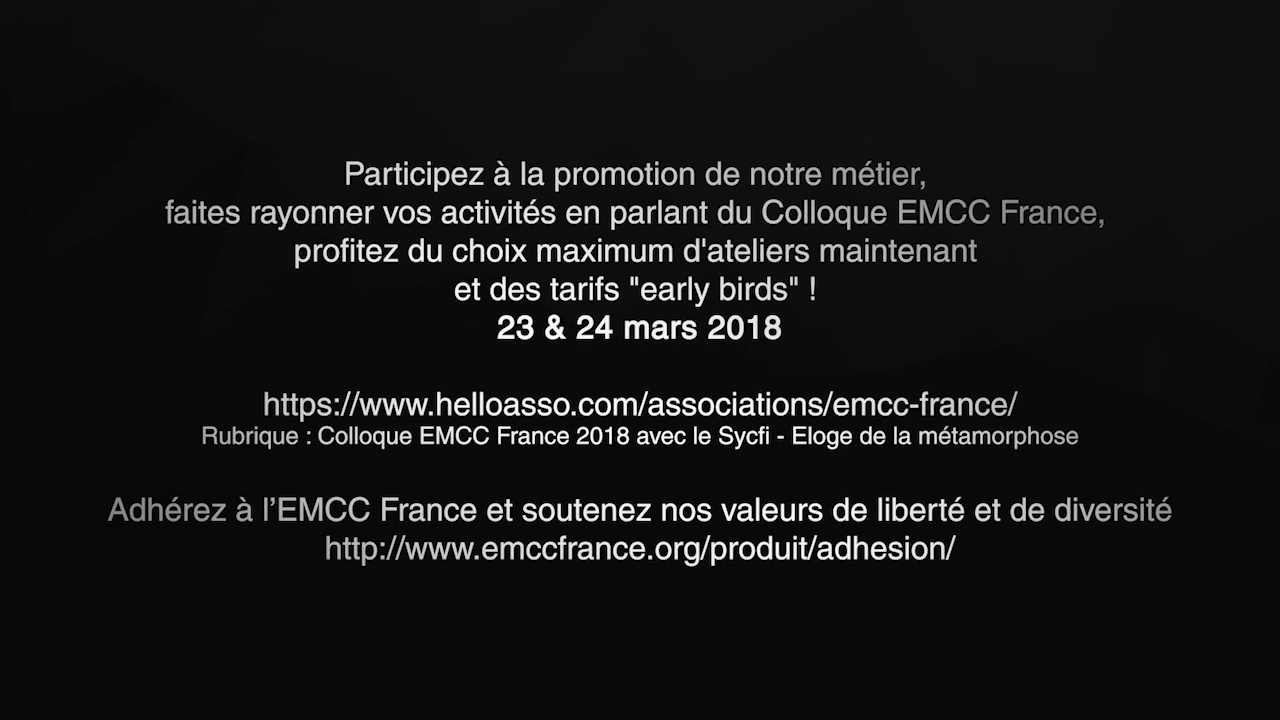 Participez à la promotion de notre métier,
faites rayonner vos activités en parlant du Colloque EMCC France,
profitez du choix maximum d'ateliers maintenant
et des tarifs "early birds" !
23 & 24 mars 2018
https://www.helloasso.com/associations/emcc-france/
Rubrique : Colloque EMCC France 2018 avec le Sycfi - Eloge de la métamorphose
Adhérez à l’EMCC France et soutenez nos valeurs de liberté et de diversité
http://www.emccfrance.org/produit/adhesion/